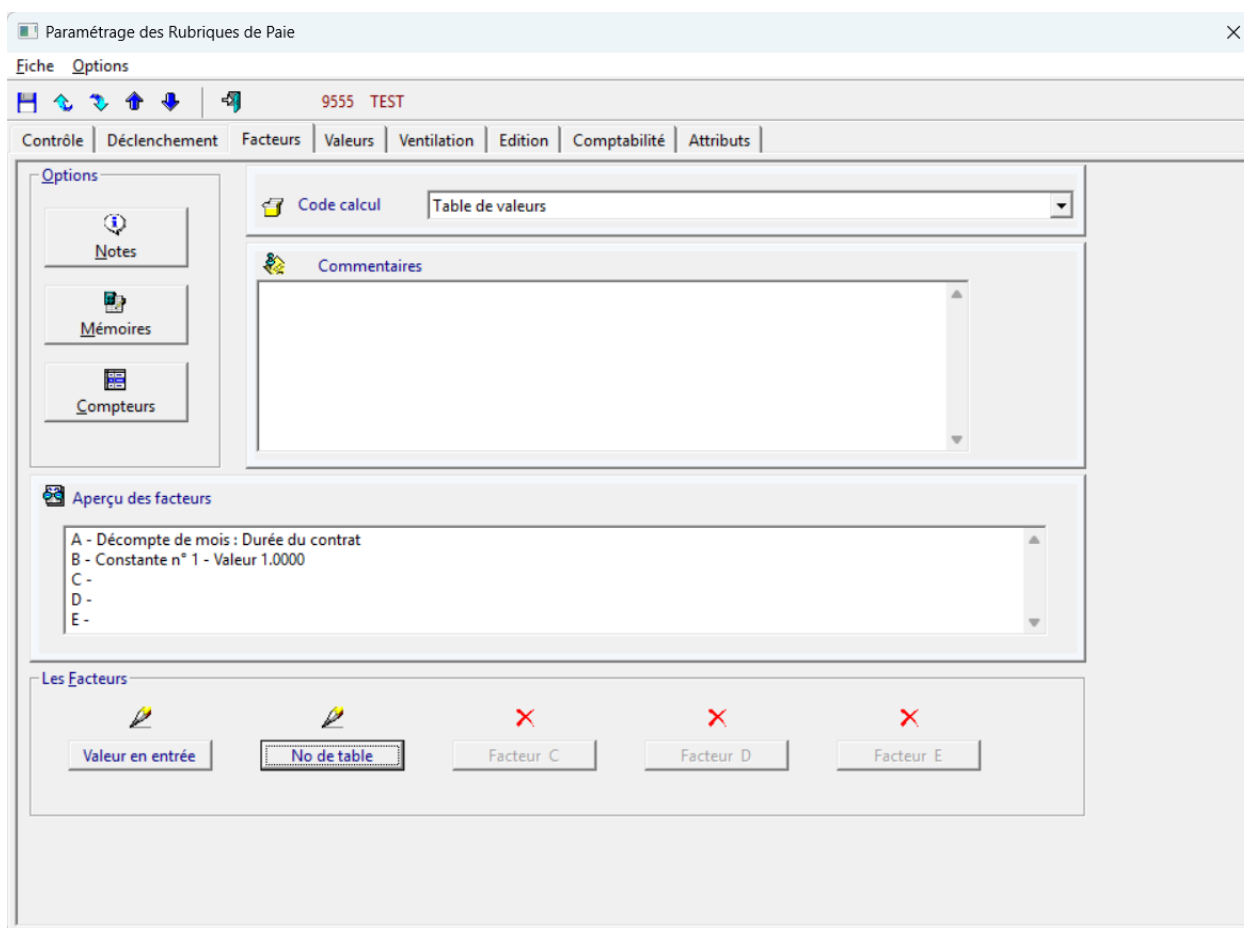 Paramétrage des Rubriques de Paie
Fiche Options
9555 TEST
Contrôle Déclenchement Facteurs Valeurs Ventilation Edition Comptabilité Attributs
Options
Notes
Mémoires
Compteurs
Code calcul Table de valeurs
Commentaires
Aperçu des facteurs
A - Décompte de mois : Durée du contrat
B - Constante n° 1 - Valeur 1.0000
C -
D -
E -
Les Facteurs
Valeur en entrée No de table Facteur C Facteur D Facteur E